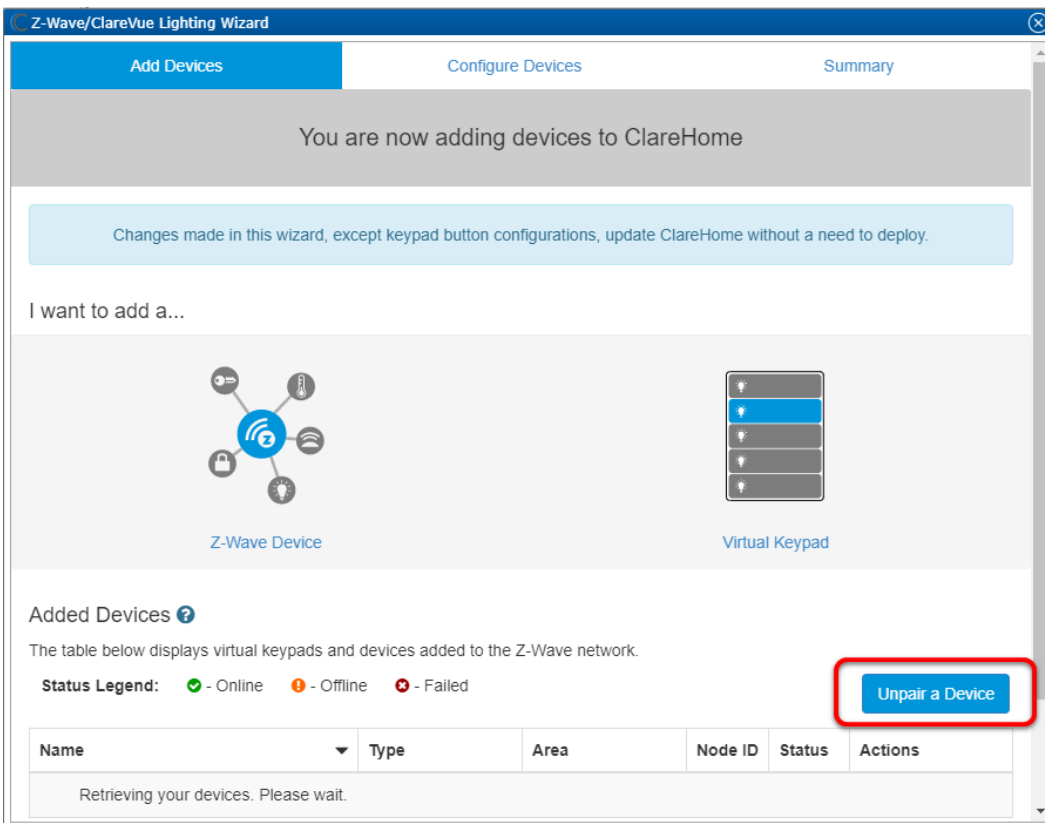 Z-Wave/ClareVue Lighting Wizard
Add Devices Configure Devices Summary
You are now adding devices to ClareHome
Changes made in this wizard, except keypad button configurations, update ClareHome without a need to deploy.
I want to add a...
Z-Wave Device Virtual Keypad
Added Devices ?
The table below displays virtual keypads and devices added to the Z-Wave network.
Status Legend: - Online ! - Offline - Failed
Unpair a Device
Name Type Area Node ID Status Actions
Retrieving your devices. Please wait.